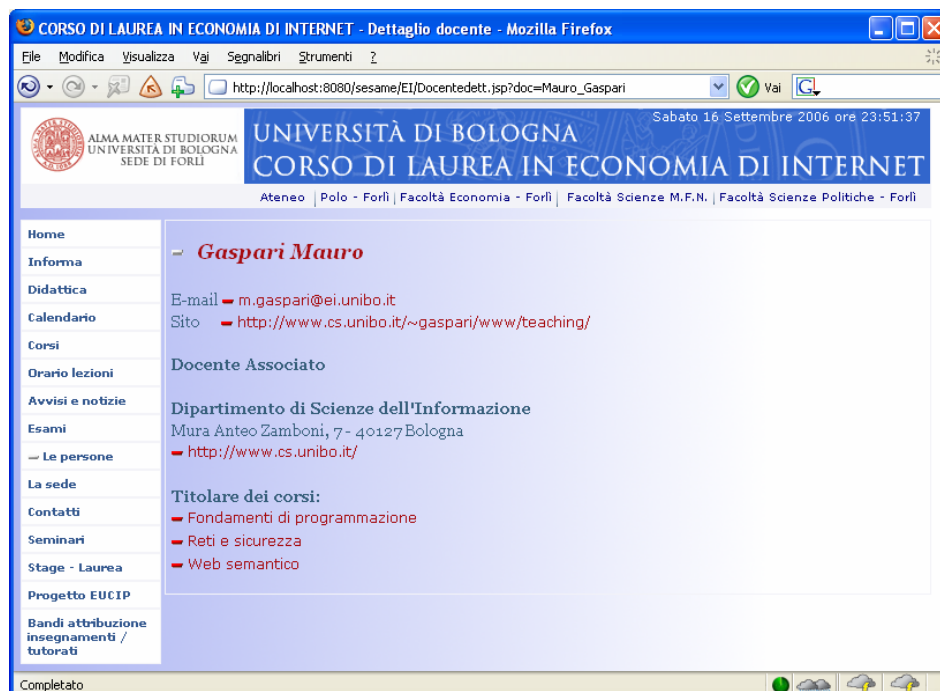 CORSO DI LAUREA IN ECONOMIA DI INTERNET - Dettaglio docente - Mozilla Firefox
File Modifica Visualizza Vai Segnalibri Strumenti ?
http://localhost:8080/sesame/EI/Docentedett.jsp?doc=Mauro_Gaspari Vai G
Sabato 16 Settembre 2006 ore 23:51:37
ALMA MATER STUDIORUM
UNIVERSITÀ DI BOLOGNA
SEDE DI FORLÌ
UNIVERSITÀ DI BOLOGNA
CORSO DI LAUREA IN ECONOMIA DI INTERNET
Ateneo | Polo - Forlì | Facoltà Economia - Forlì | Facoltà Scienze M.F.N. | Facoltà Scienze Politiche - Forlì
Home
Informa
Didattica
Calendario
Corsi
Orario lezioni
Avvisi e notizie
Esami
Le persone
La sede
Contatti
Seminari
Stage - Laurea
Progetto EUCIP
Bandi attribuzione
insegnamenti /
tutorati
Gaspari Mauro
E-mail m.gaspari@ei.unibo.it
Sito http://www.cs.unibo.it/~gaspari/www/teaching/
Docente Associato
Dipartimento di Scienze dell'Informazione
Mura Anteo Zamboni, 7 - 40127 Bologna
http://www.cs.unibo.it/
Titolare dei corsi:
Fondamenti di programmazione
Reti e sicurezza
Web semantico
Completato